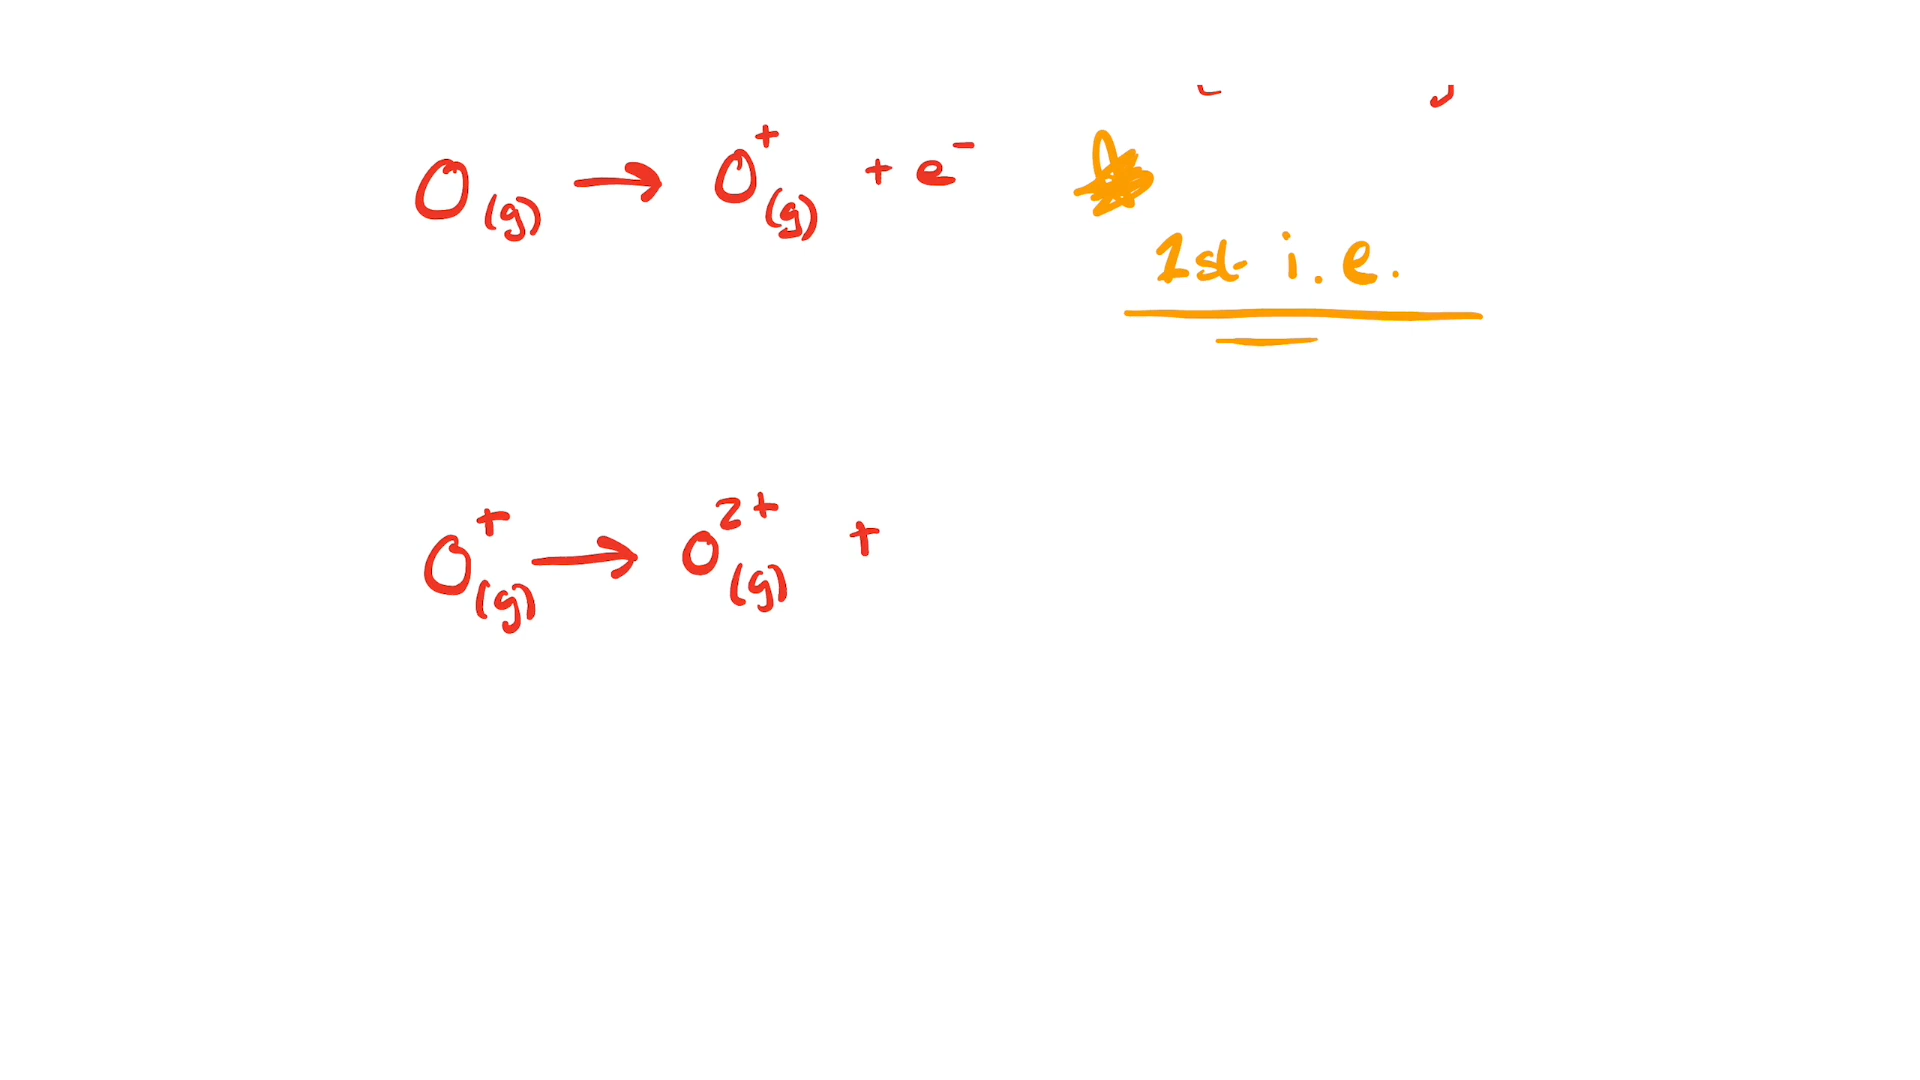 O(g) → O⁺(g) + e⁻
1st i.e.
O⁺(g) → O²⁺(g) +